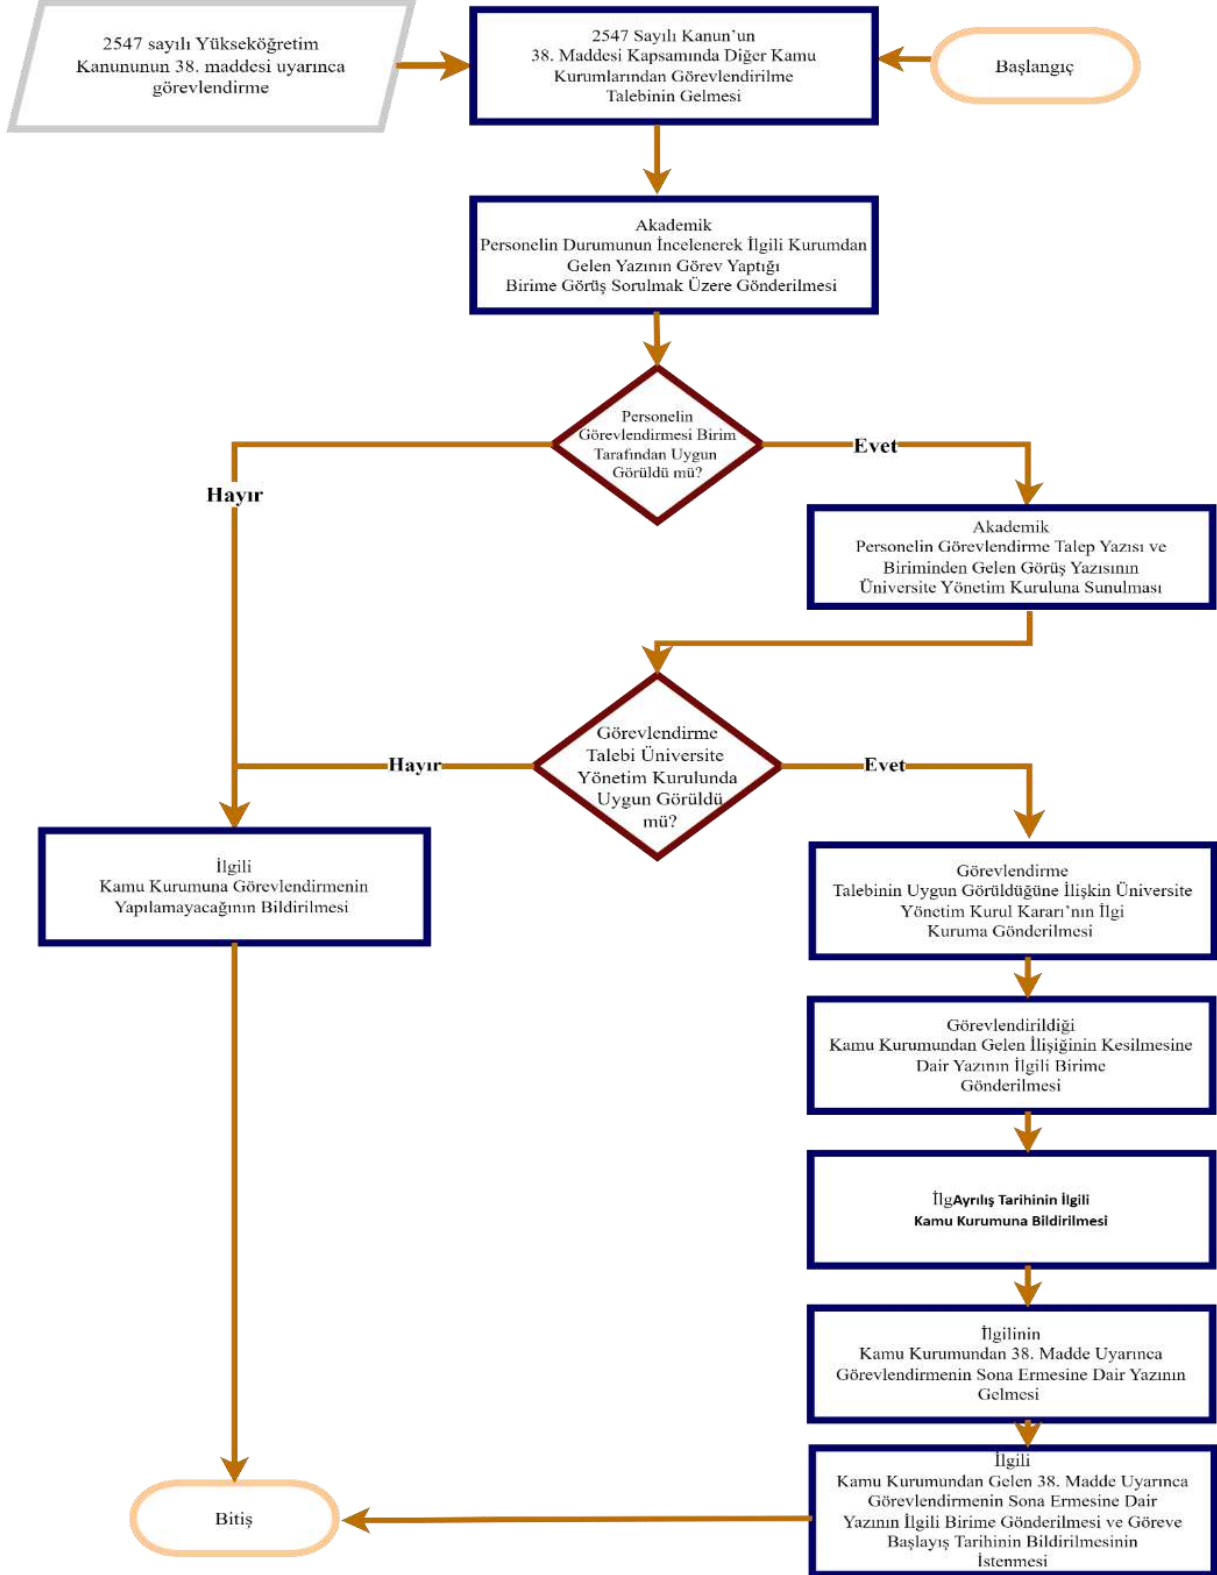 2547 sayılı Yükseköğretim
Kanununun 38. maddesi uyarınca
görevlendirme
2547 Sayılı Kanun’un
38. Maddesi Kapsamında Diğer Kamu
Kurumlarından Görevlendirilme
Talebinin Gelmesi
Başlangıç
Akademik
Personelin Durumunun İncelenerek İlgili Kurumdan
Gelen Yazının Görev Yaptığı
Birime Görüş Sorulmak Üzere Gönderilmesi
Personelin
Görevlendirmesi Birim
Tarafından Uygun
Görüldü mü?
Evet
Hayır
Akademik
Personelin Görevlendirme Talep Yazısı ve
Biriminden Gelen Görüş Yazısının
Üniversite Yönetim Kuruluna Sunulması
Görevlendirme
Talebi Üniversite
Yönetim Kurulunda
Uygun Görüldü
mü?
Hayır
Evet
İlgili
Kamu Kurumuna Görevlendirmenin
Yapılamayacağının Bildirilmesi
Görevlendirme
Talebinin Uygun Görüldüğüne İlişkin Üniversite
Yönetim Kurul Kararı’nın İlgi
Kuruma Gönderilmesi
Görevlendirildiği
Kamu Kurumundan Gelen İlişiğinin Kesilmesine
Dair Yazının İlgili Birime
Gönderilmesi
İlgAyrılış Tarihinin İlgili
Kamu Kurumuna Bildirilmesi
İlgilinin
Kamu Kurumundan 38. Madde Uyarınca
Görevlendirmenin Sona Ermesine Dair Yazının
Gelmesi
İlgili
Kamu Kurumundan Gelen 38. Madde Uyarınca
Görevlendirmenin Sona Ermesine Dair
Yazının İlgili Birime Gönderilmesi ve Göreve
Başlayış Tarihinin Bildirilmesinin
İstenmesi
Bitiş